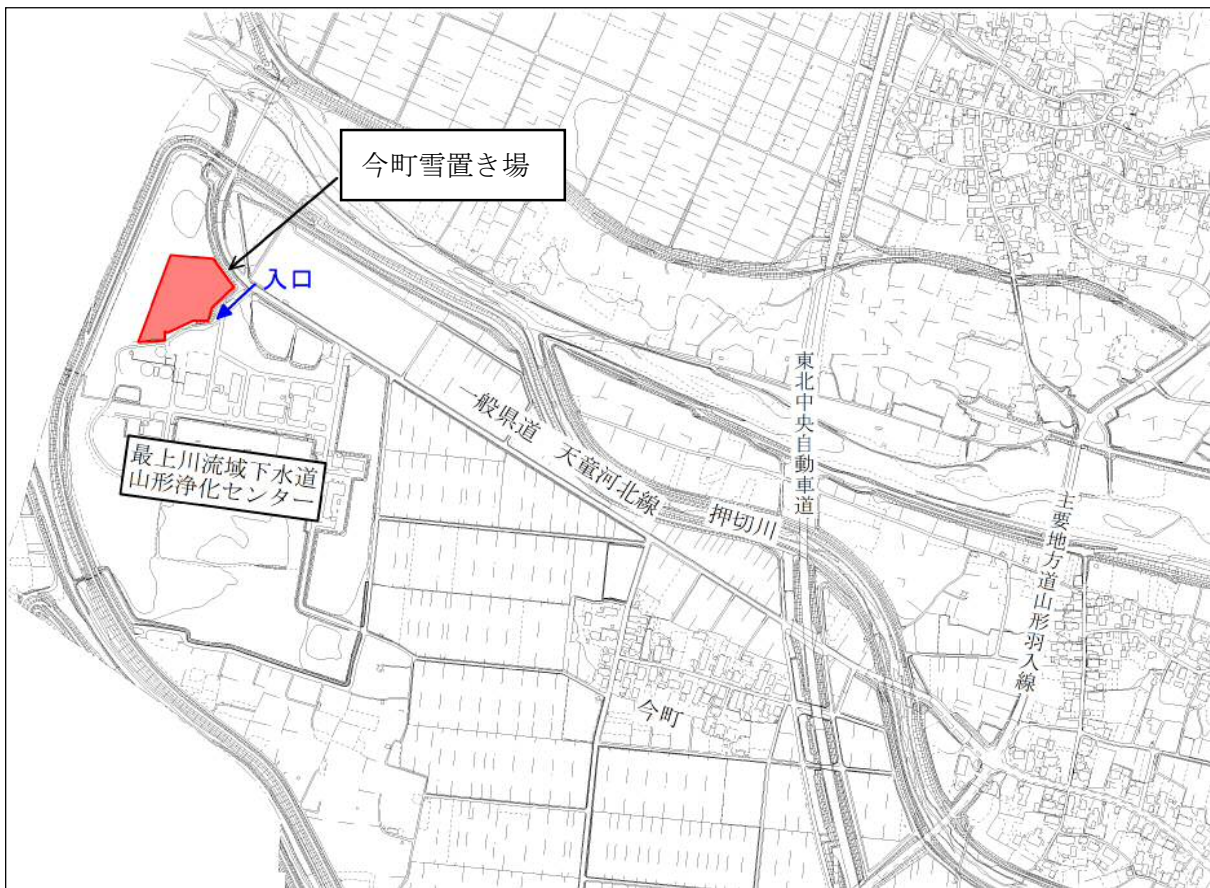 今町雪置き場
入口
東北中央自動車道
一般県道 天童河北線
押切川
最上川流域下水道
山形浄化センター
主要地方道山形羽入線
今町